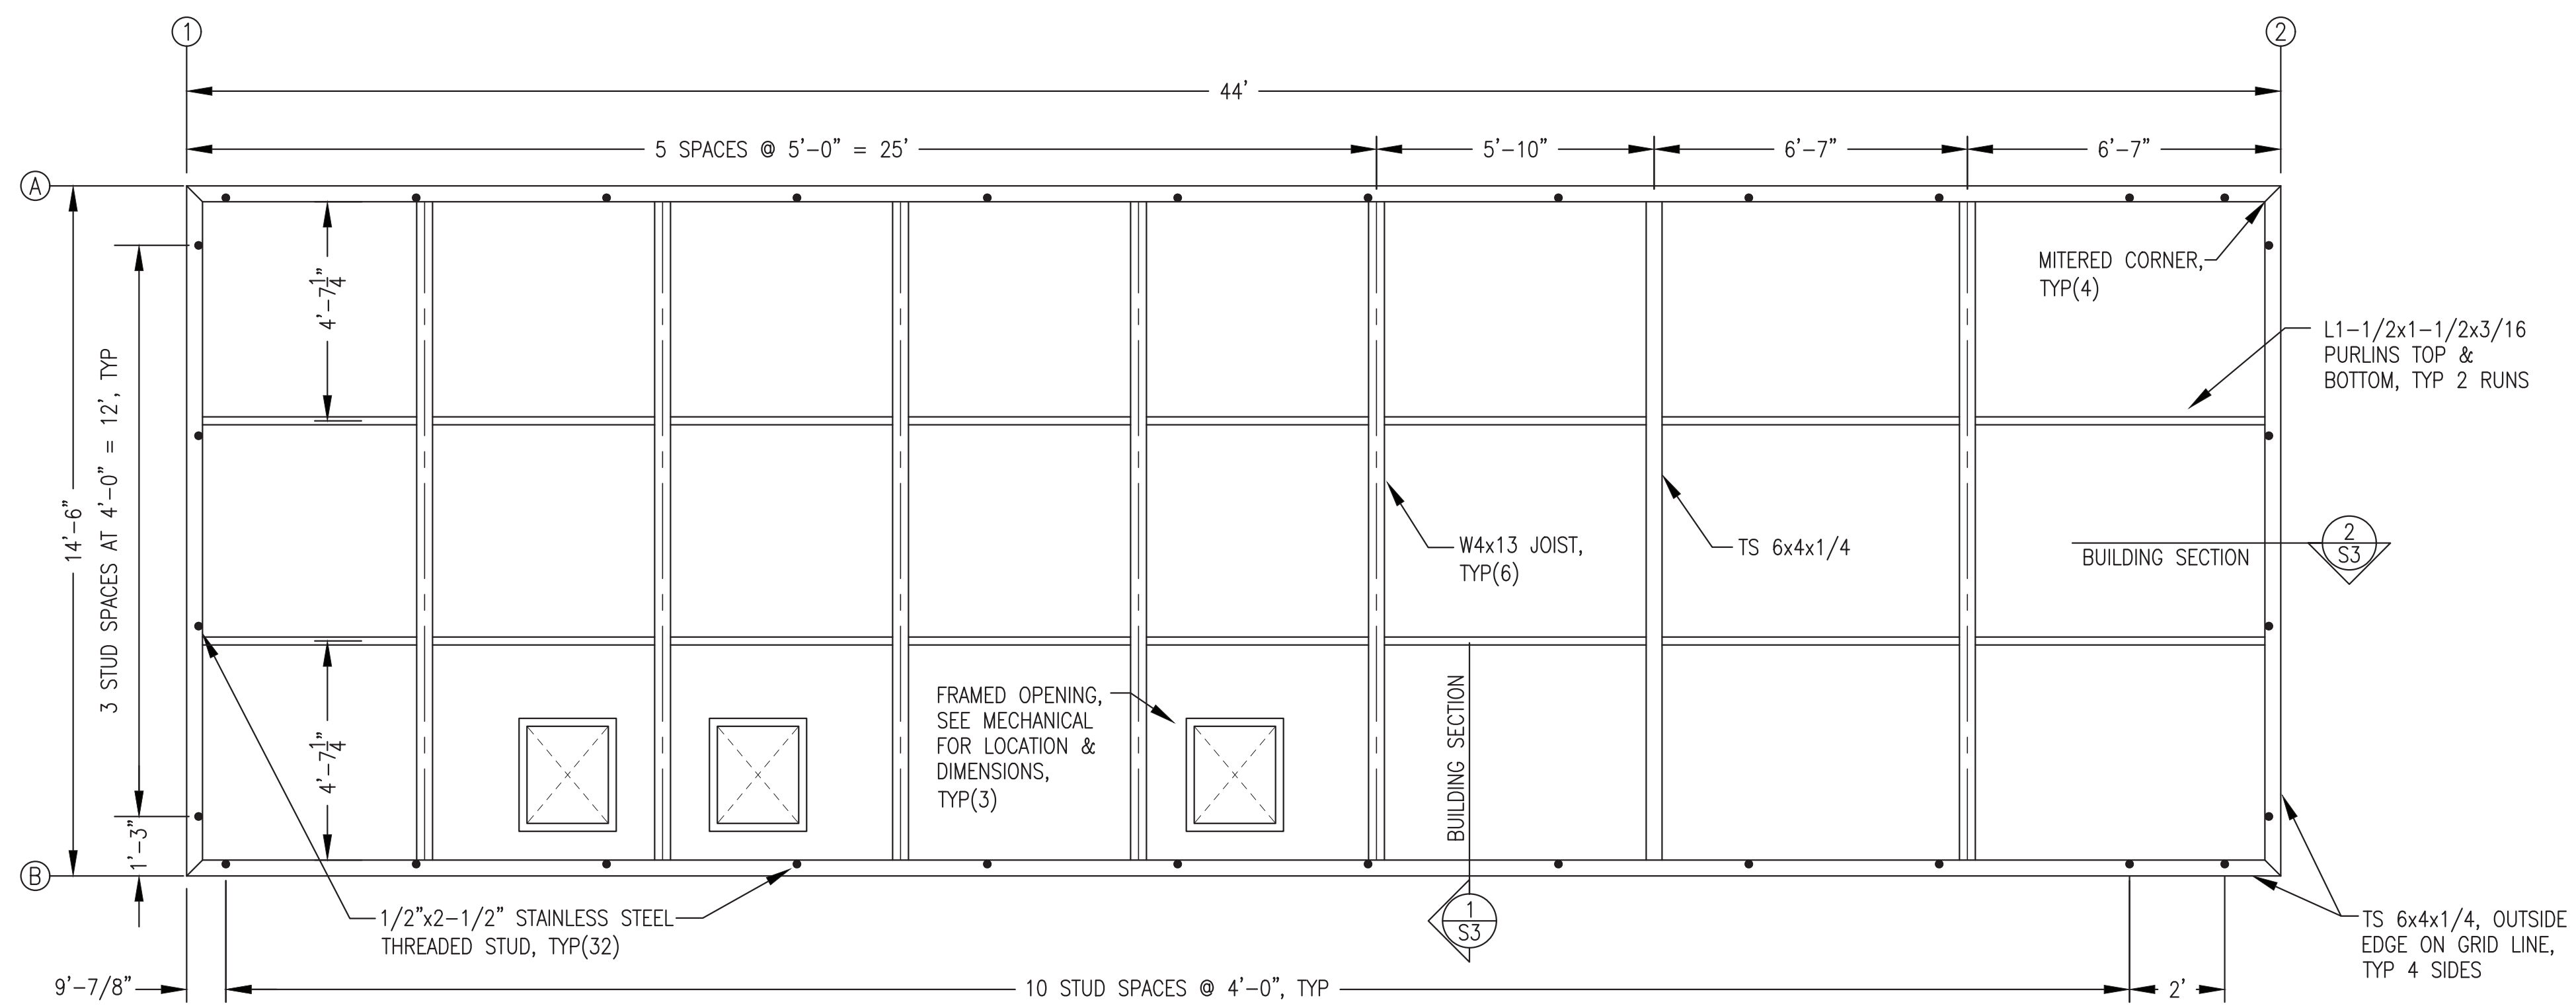 1
2
44'
5 SPACES @ 5'-0" = 25'
5'-10"
6'-7"
6'-7"
A
4'-7 1/4"
MITERED CORNER,
TYP(4)
L1-1/2x1-1/2x3/16
PURLINS TOP &
BOTTOM, TYP 2 RUNS
3 STUD SPACES AT 4'-0" = 12', TYP
14'-6"
W4x13 JOIST,
TYP(6)
TS 6x4x1/4
2
S3
BUILDING SECTION
FRAMED OPENING,
SEE MECHANICAL
FOR LOCATION &
DIMENSIONS,
TYP(3)
BUILDING SECTION
4'-7 1/4"
1'-3"
B
1/2"x2-1/2" STAINLESS STEEL
THREADED STUD, TYP(32)
1
S3
TS 6x4x1/4, OUTSIDE
EDGE ON GRID LINE,
TYP 4 SIDES
9'-7/8"
10 STUD SPACES @ 4'-0", TYP
2'